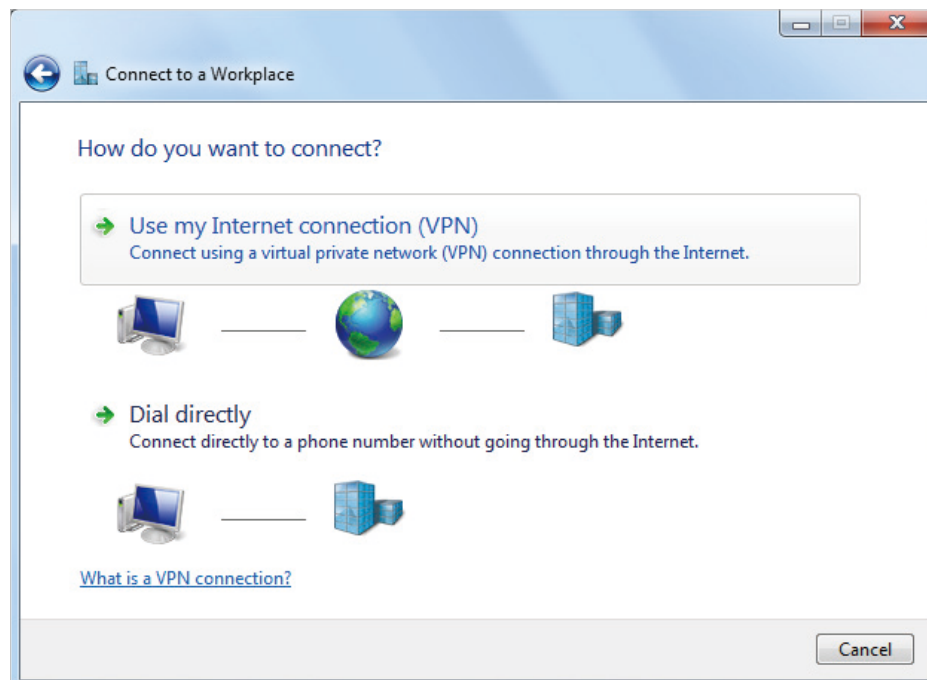 Connect to a Workplace
How do you want to connect?
Use my Internet connection (VPN)
Connect using a virtual private network (VPN) connection through the Internet.
Dial directly
Connect directly to a phone number without going through the Internet.
What is a VPN connection?
Cancel